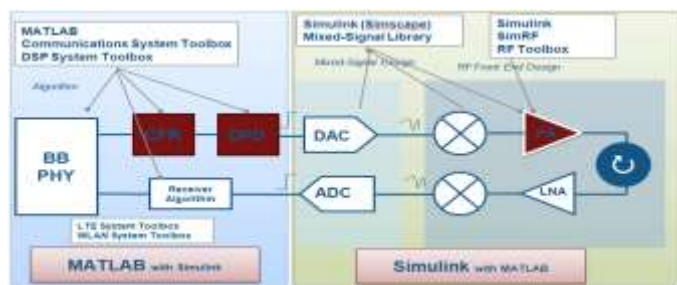 MATLAB
Communications System Toolbox
DSP System Toolbox
Simulink (Simscape)
Mixed-Signal Library
Simulink
SimRF
RF Toolbox
Algorithm
Mixed-Signal Design
RF Front End Design
BB
PHY
CFR
DPD
DAC
PA
Receiver
Algorithm
ADC
LNA
LTE System Toolbox
WLAN System Toolbox
MATLAB with Simulink
Simulink with MATLAB